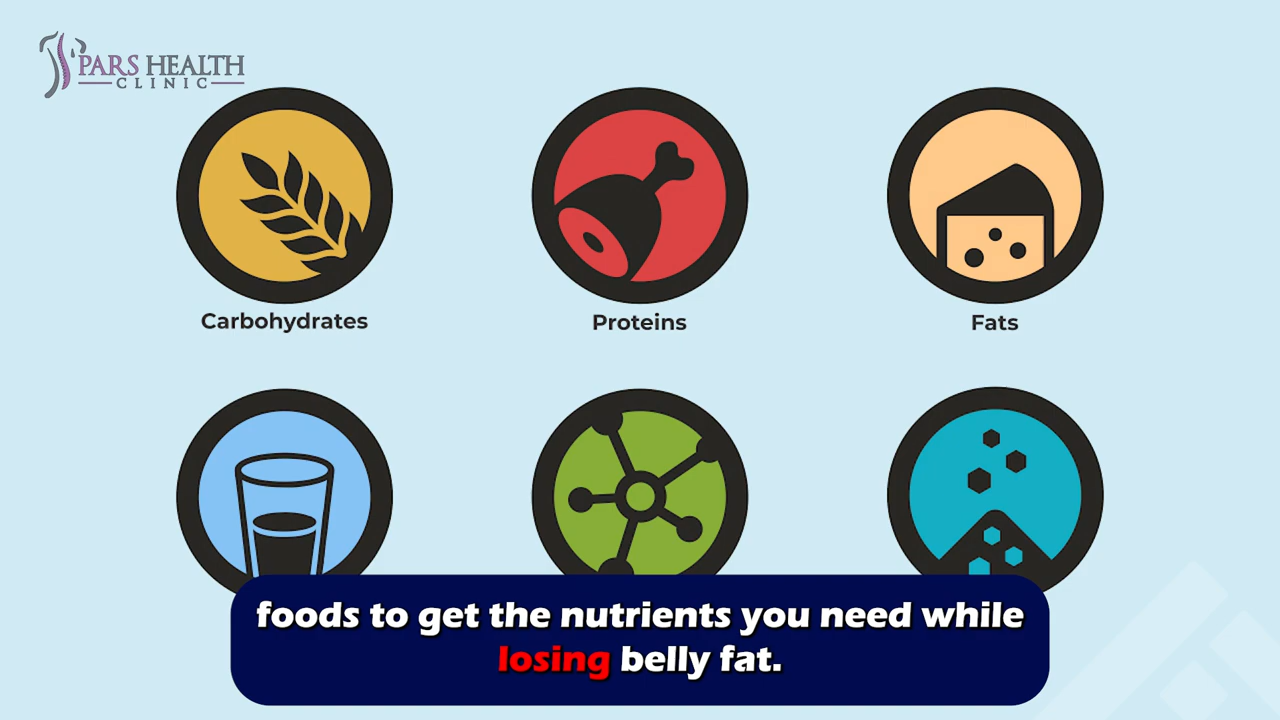 PARS HEALTH
CLINIC
Carbohydrates
Proteins
Fats
foods to get the nutrients you need while
losing belly fat.